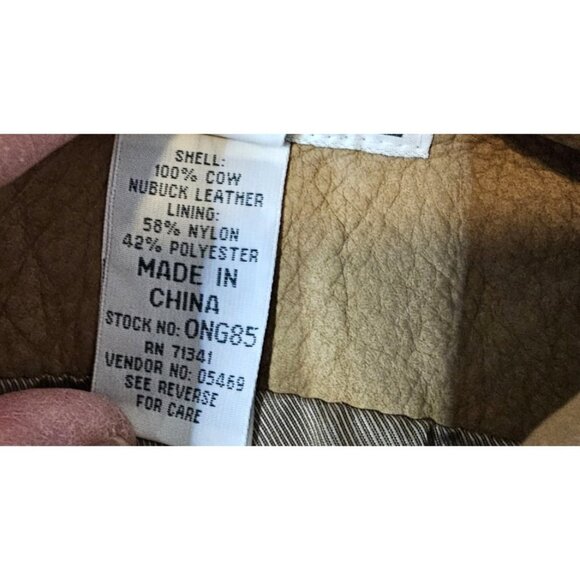 SHELL:
100% COW
NUBUCK LEATHER
LINING:
58% NYLON
42% POLYESTER
MADE IN
CHINA
STOCK NO: ONG85
RN 71341
VENDOR NO: 05469
SEE REVERSE
FOR CARE